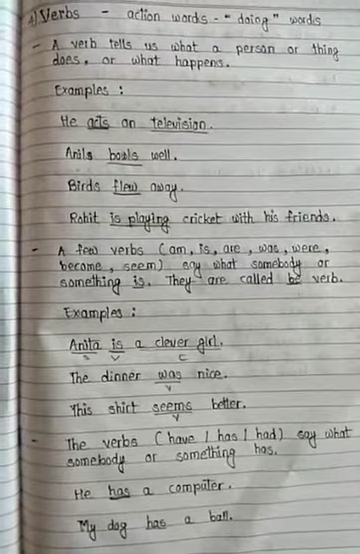 4) Verbs - action words - "doing" words
- A verb tells us what a person or thing
does, or what happens.
Examples :
He acts on television.
Anils bowls well.
Birds flew away.
Rohit is playing cricket with his friends.
- A few verbs (am, is, are, was, were,
become, seem) say what somebody or
something is. They are called be verb.
Examples :
Anita is a clever girl.
S V C
The dinner was nice.
V
This shirt seems better.
V
- The verbs (have / has / had) say what
somebody or something has.
He has a computer.
My dog has a ball.